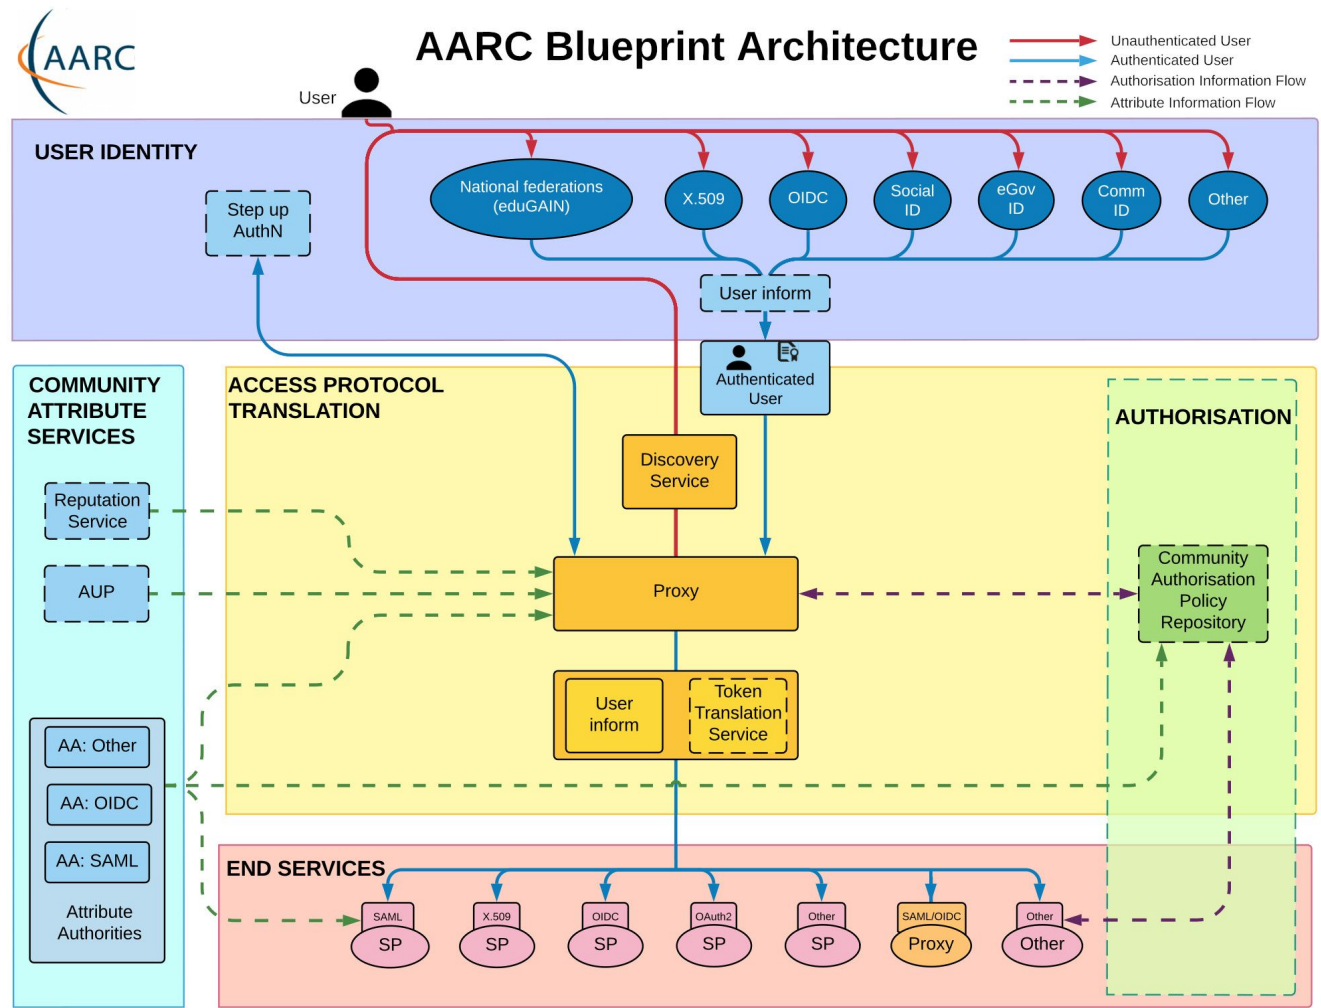 AARC
AARC Blueprint Architecture
Unauthenticated User
Authenticated User
Authorisation Information Flow
Attribute Information Flow
User
USER IDENTITY
Step up
AuthN
National federations
(eduGAIN)
X.509
OIDC
Social
ID
eGov
ID
Comm
ID
Other
User inform
Authenticated
User
COMMUNITY
ATTRIBUTE
SERVICES
Reputation
Service
AUP
AA: Other
AA: OIDC
AA: SAML
Attribute
Authorities
ACCESS PROTOCOL
TRANSLATION
Discovery
Service
Proxy
User
inform
Token
Translation
Service
AUTHORISATION
Community
Authorisation
Policy
Repository
END SERVICES
SAML
SP
X.509
SP
OIDC
SP
OAuth2
SP
Other
SP
SAML/OIDC
Proxy
Other
Other